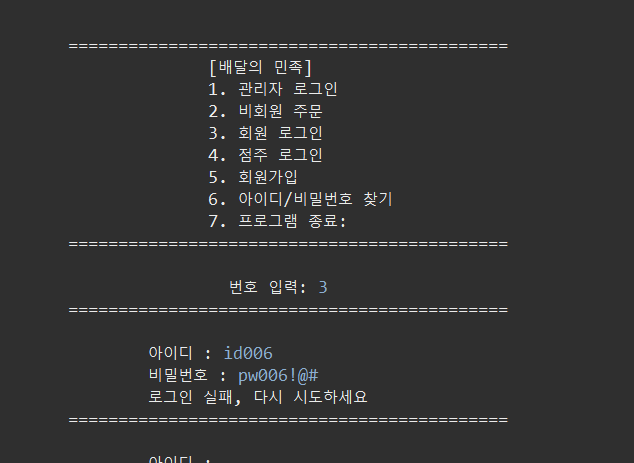 ============================================
[배달의 민족]
1. 관리자 로그인
2. 비회원 주문
3. 회원 로그인
4. 점주 로그인
5. 회원가입
6. 아이디/비밀번호 찾기
7. 프로그램 종료:
============================================
번호 입력: 3
============================================
아이디 : id006
비밀번호 : pw006!@#
로그인 실패, 다시 시도하세요
============================================
아이디 :